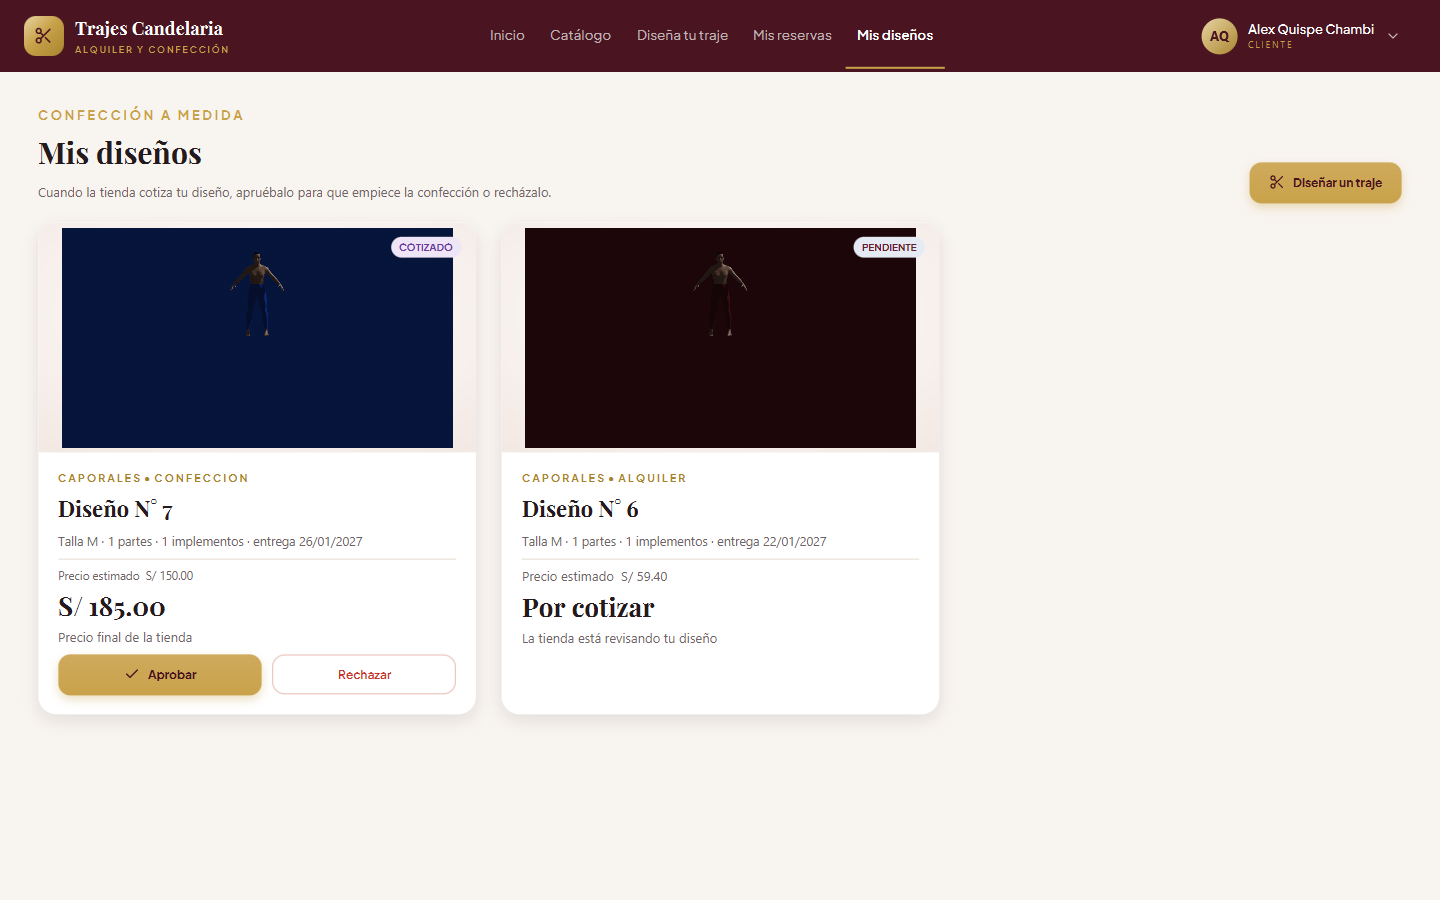 Trajes Candelaria
ALQUILER Y CONFECCIÓN
Inicio
Catálogo
Diseña tu traje
Mis reservas
Mis diseños
AQ
Alex Quispe Chambi
CLIENTE
CONFECCIÓN A MEDIDA
Mis diseños
Cuando la tienda cotiza tu diseño, apruébalo para que empiece la confección o recházalo.
Diseñar un traje
COTIZADO
CAPORALES • CONFECCION
Diseño N° 7
Talla M · 1 partes · 1 implementos · entrega 26/01/2027
Precio estimado S/ 150.00
S/ 185.00
Precio final de la tienda
Aprobar
Rechazar
PENDIENTE
CAPORALES • ALQUILER
Diseño N° 6
Talla M · 1 partes · 1 implementos · entrega 22/01/2027
Precio estimado S/ 59.40
Por cotizar
La tienda está revisando tu diseño